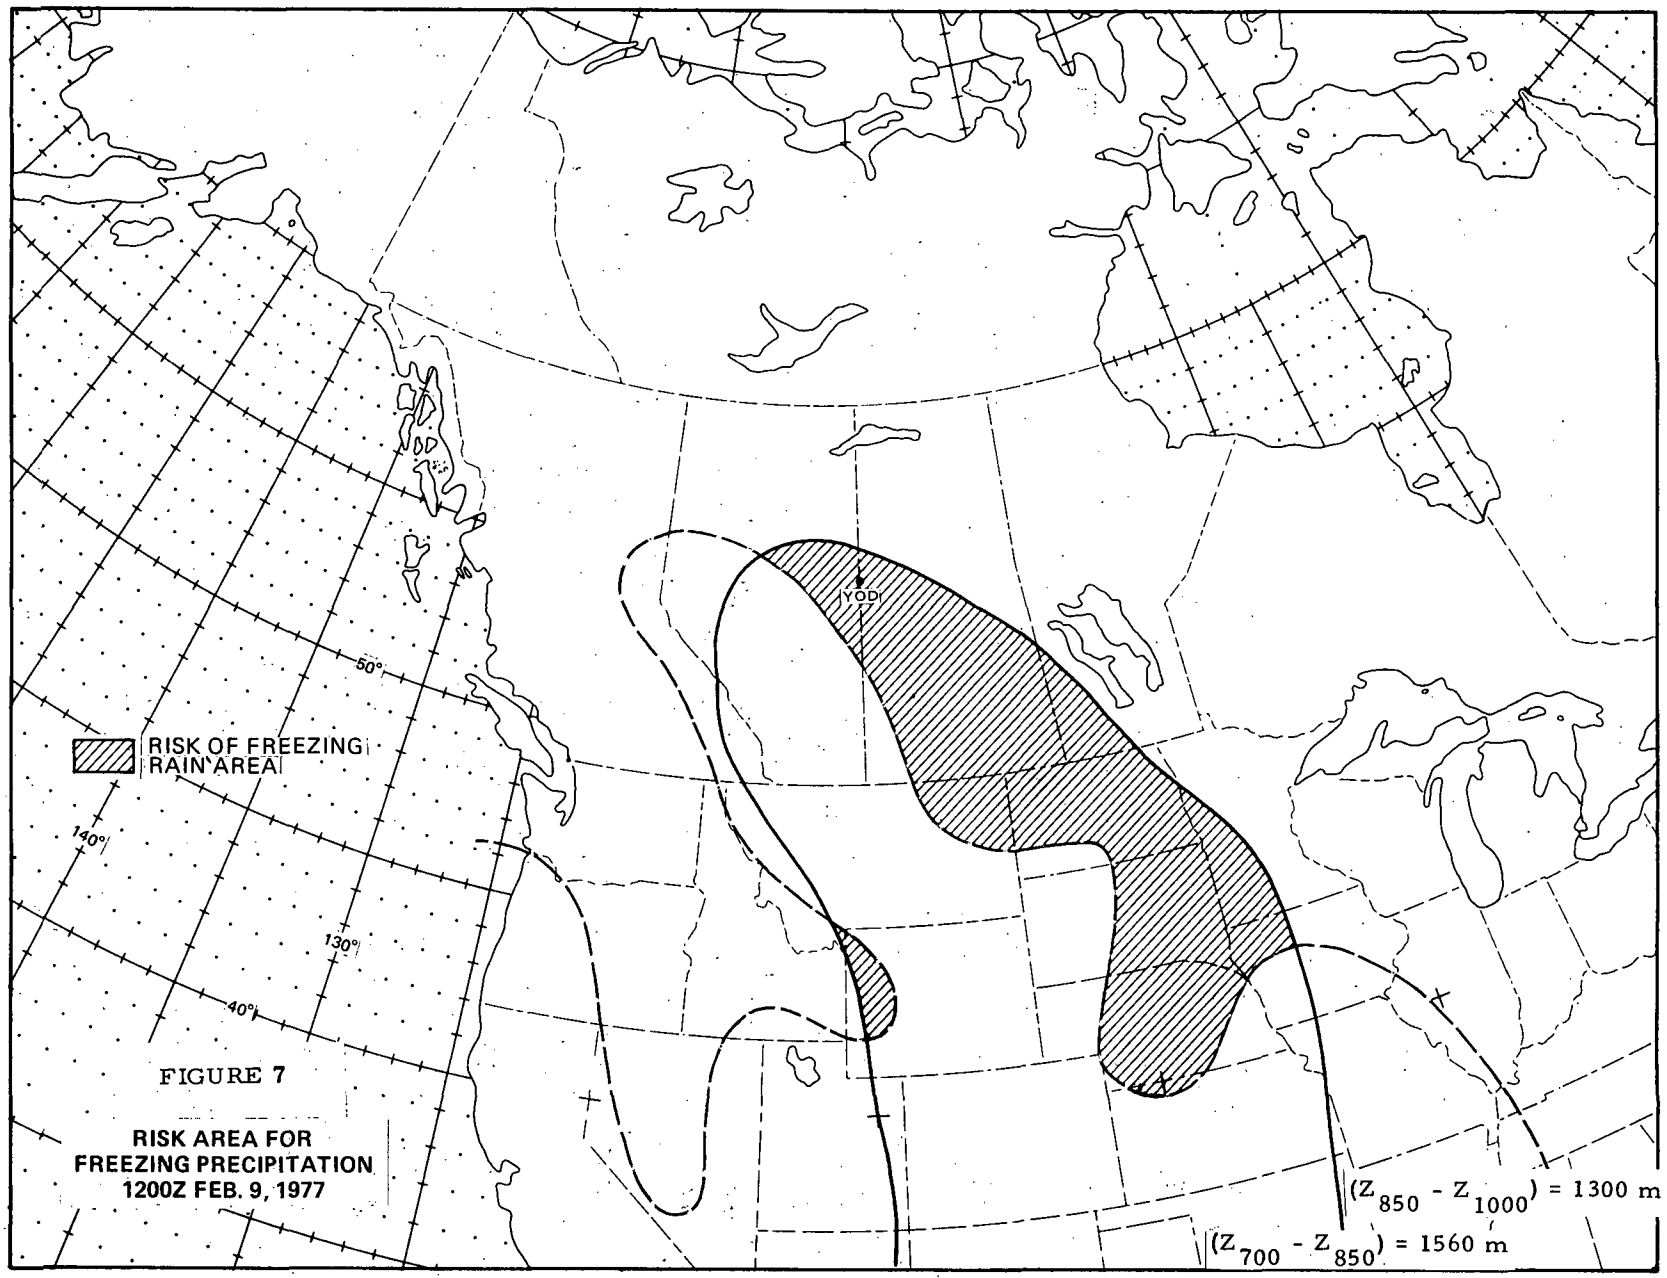 YOD
50°
RISK OF FREEZING
RAIN AREA
140°
130°
40°
FIGURE 7
RISK AREA FOR
FREEZING PRECIPITATION
1200Z FEB. 9, 1977
(Z850 - Z1000) = 1300 m
(Z700 - Z850) = 1560 m